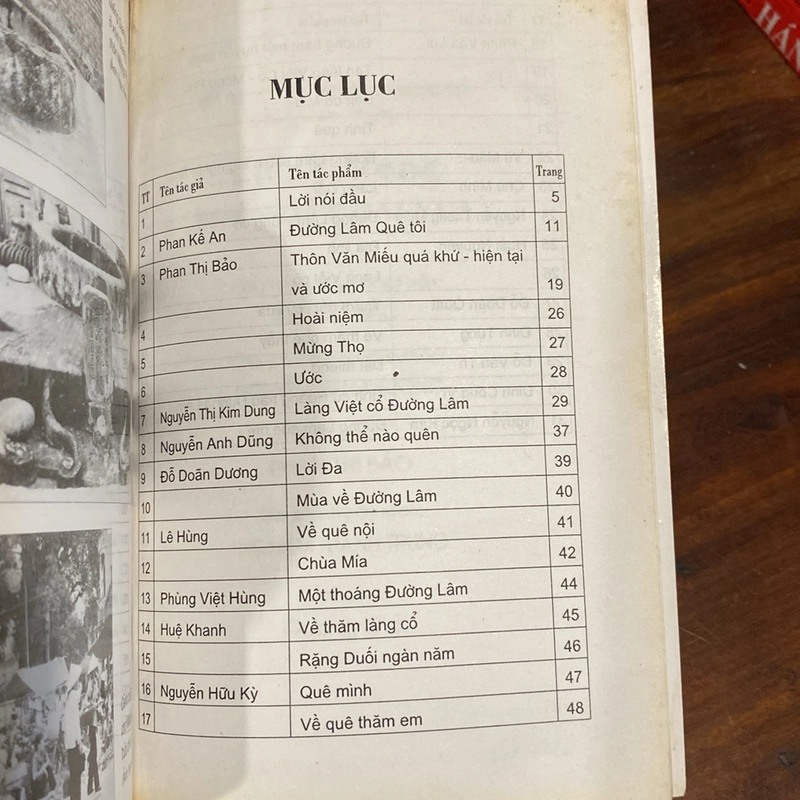 MỤC LỤC
TT Tên tác giả Tên tác phẩm Trang
1 Lời nói đầu 5
2 Phan Kế An Đường Lâm Quê tôi 11
3 Phan Thị Bảo Thôn Văn Miếu quá khứ - hiện tại
và ước mơ 19
4 Hoài niệm 26
5 Mừng Thọ 27
6 Ước 28
7 Nguyễn Thị Kim Dung Làng Việt cổ Đường Lâm 29
8 Nguyễn Anh Dũng Không thể nào quên 37
9 Đỗ Doãn Dương Lời Đa 39
10 Mùa về Đường Lâm 40
11 Lê Hùng Về quê nội 41
12 Chùa Mía 42
13 Phùng Việt Hùng Một thoáng Đường Lâm 44
14 Huệ Khanh Về thăm làng cổ 45
15 Rặng Duối ngàn năm 46
16 Nguyễn Hữu Kỳ Quê mình 47
17 Về quê thăm em 48
HÁN